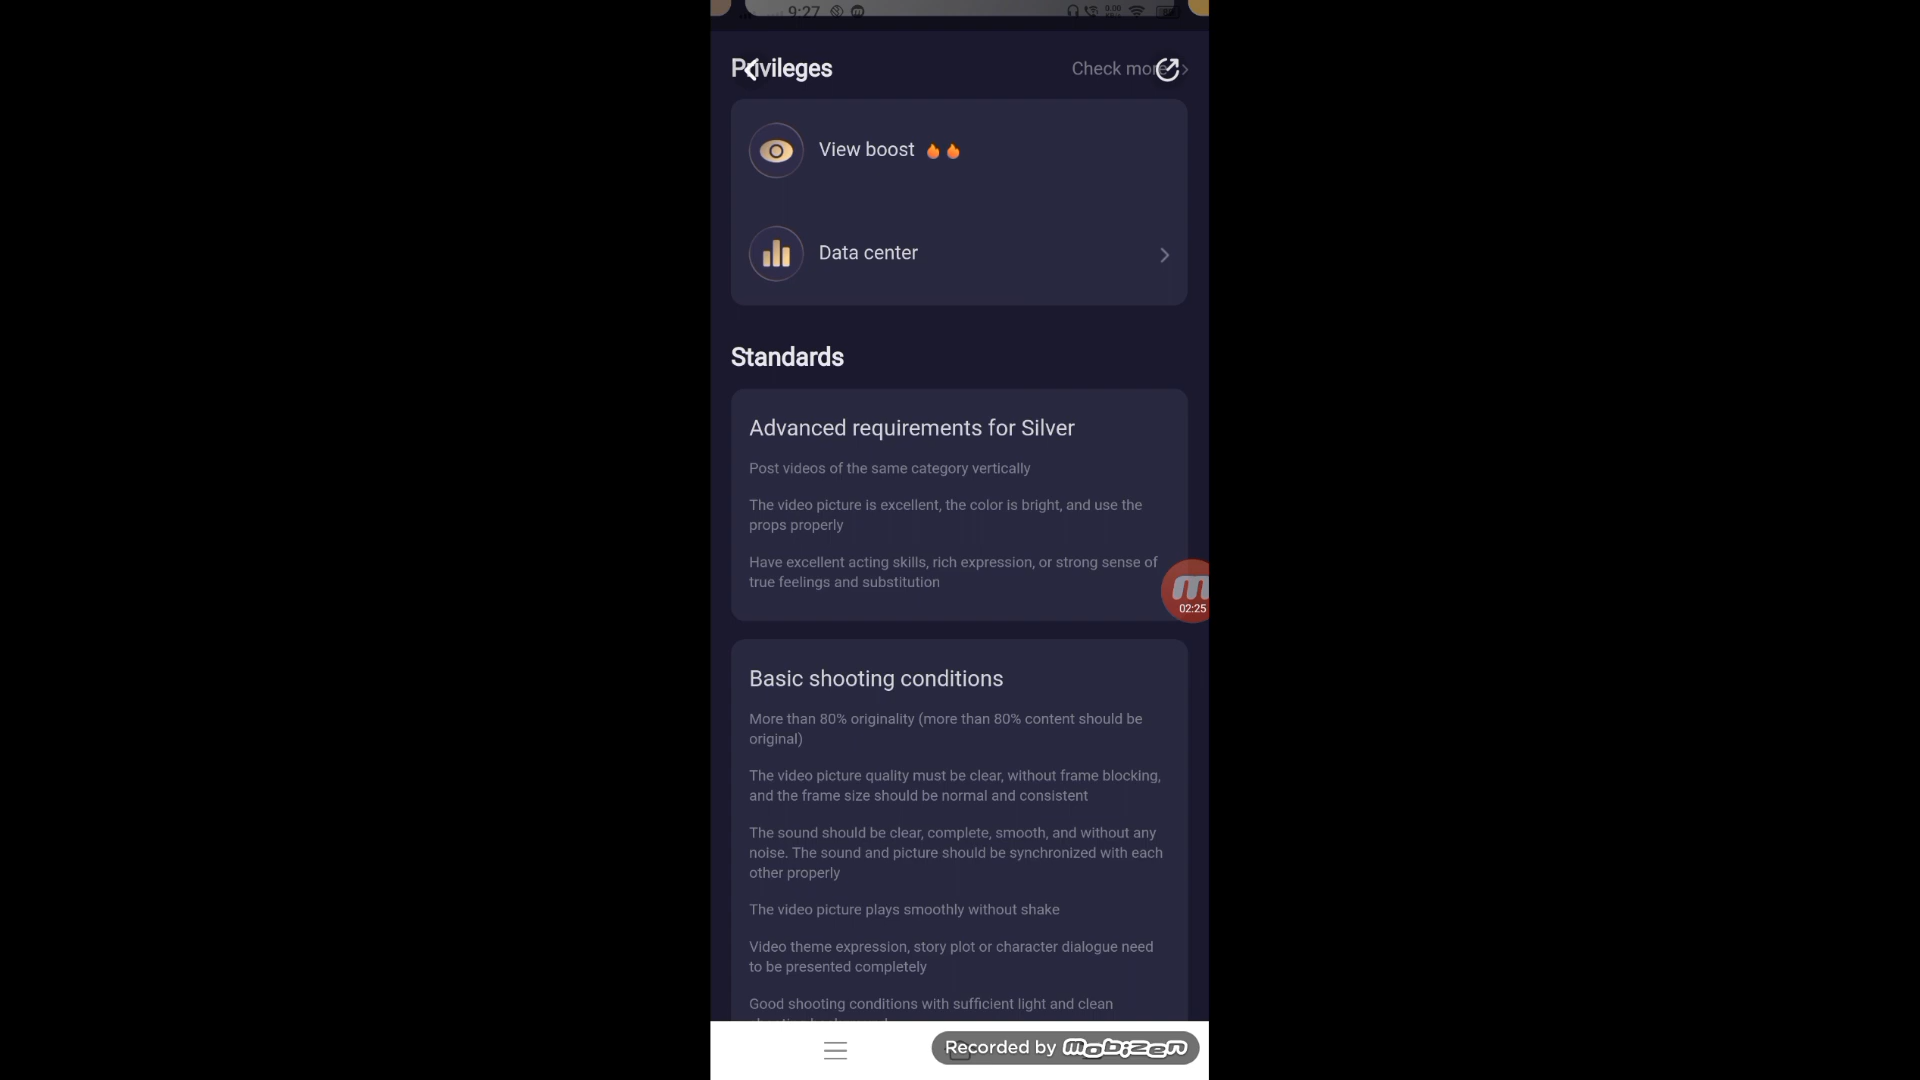 9:27
Privileges
Check more
View boost
Data center
Standards
Advanced requirements for Silver
Post videos of the same category vertically
The video picture is excellent, the color is bright, and use the
props properly
Have excellent acting skills, rich expression, or strong sense of
true feelings and substitution
02:25
Basic shooting conditions
More than 80% originality (more than 80% content should be
original)
The video picture quality must be clear, without frame blocking,
and the frame size should be normal and consistent
The sound should be clear, complete, smooth, and without any
noise. The sound and picture should be synchronized with each
other properly
The video picture plays smoothly without shake
Video theme expression, story plot or character dialogue need
to be presented completely
Good shooting conditions with sufficient light and clean
Recorded by mobizen